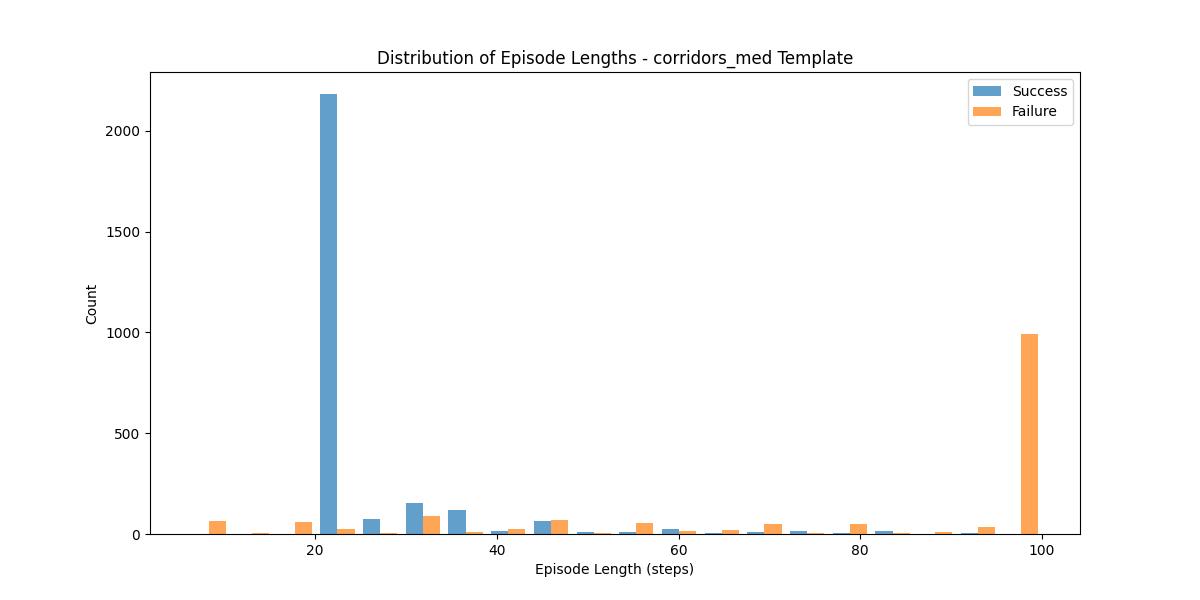 Distribution of Episode Lengths - corridors_med Template
Success
Failure
2000
1500
1000
500
0
Count
20
40
60
80
100
Episode Length (steps)